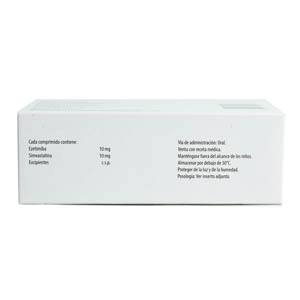 Cada comprimido contiene:
Ezetimiba 10 mg
Simvastatina 10 mg
Excipientes c.s.p.
Vía de administración: Oral.
Venta con receta médica.
Manténgase fuera del alcance de los niños.
Almacenar por debajo de 30°C.
Proteger de la luz y de la humedad.
Posología: Ver inserto adjunto.